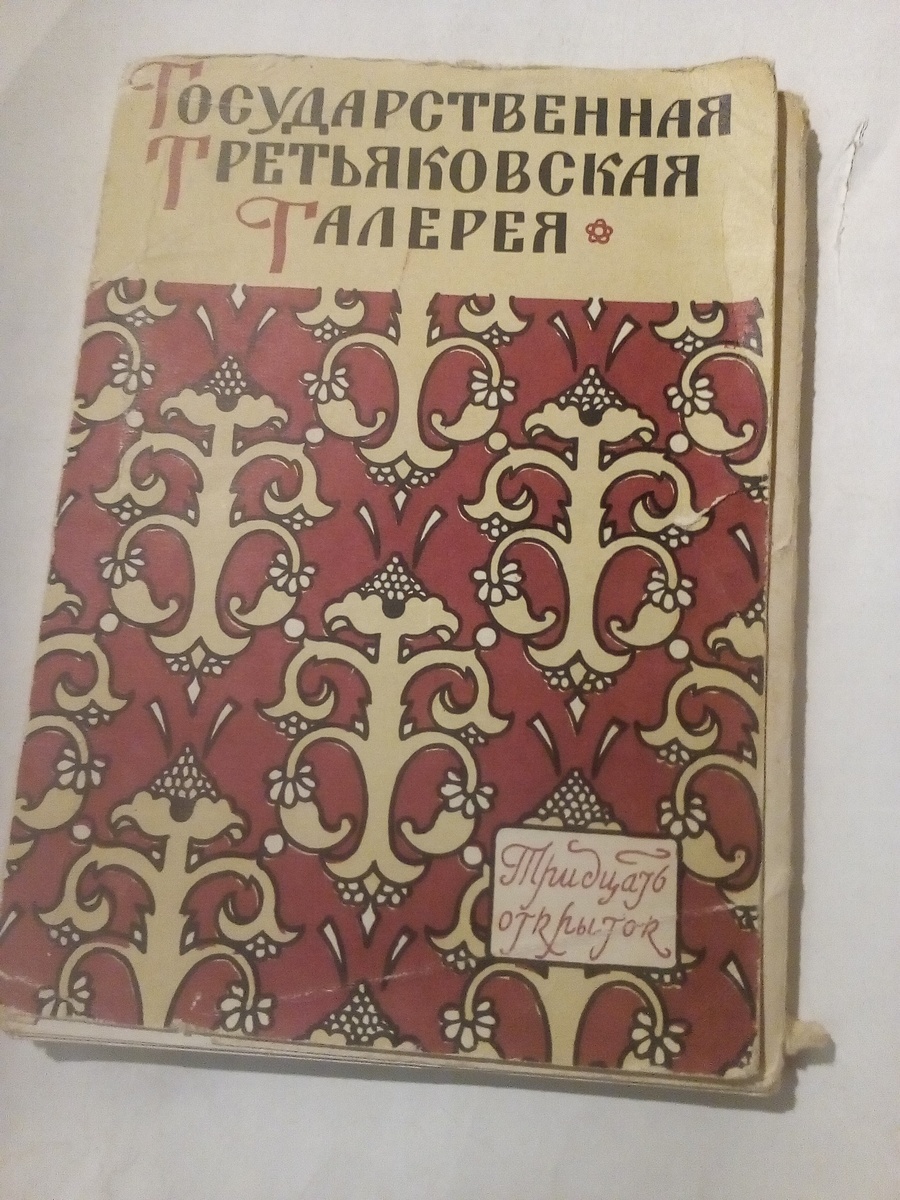 Государственная
Третьяковская
Галерея
Тридцать
открыток